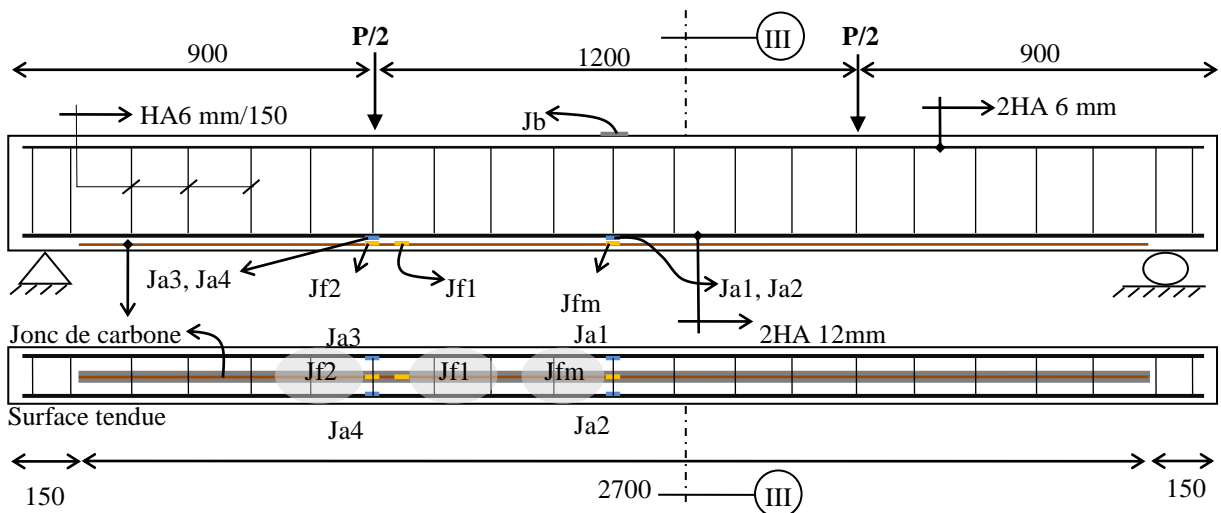 P/2
III
P/2
900
1200
900
HA6 mm/150
Jb
2HA 6 mm
Ja3, Ja4
Jf2
Jf1
Jfm
Ja1, Ja2
Jonc de carbone
Ja3
Ja1
2HA 12mm
Jf2
Jf1
Jfm
Surface tendue
Ja4
Ja2
150
2700
III
150